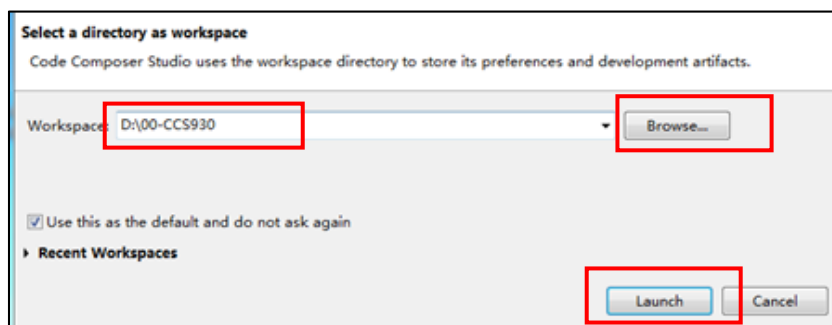 Select a directory as workspace
Code Composer Studio uses the workspace directory to store its preferences and development artifacts.
Workspace: D:\00-CCS930 Browse...
Use this as the default and do not ask again
Recent Workspaces
Launch Cancel